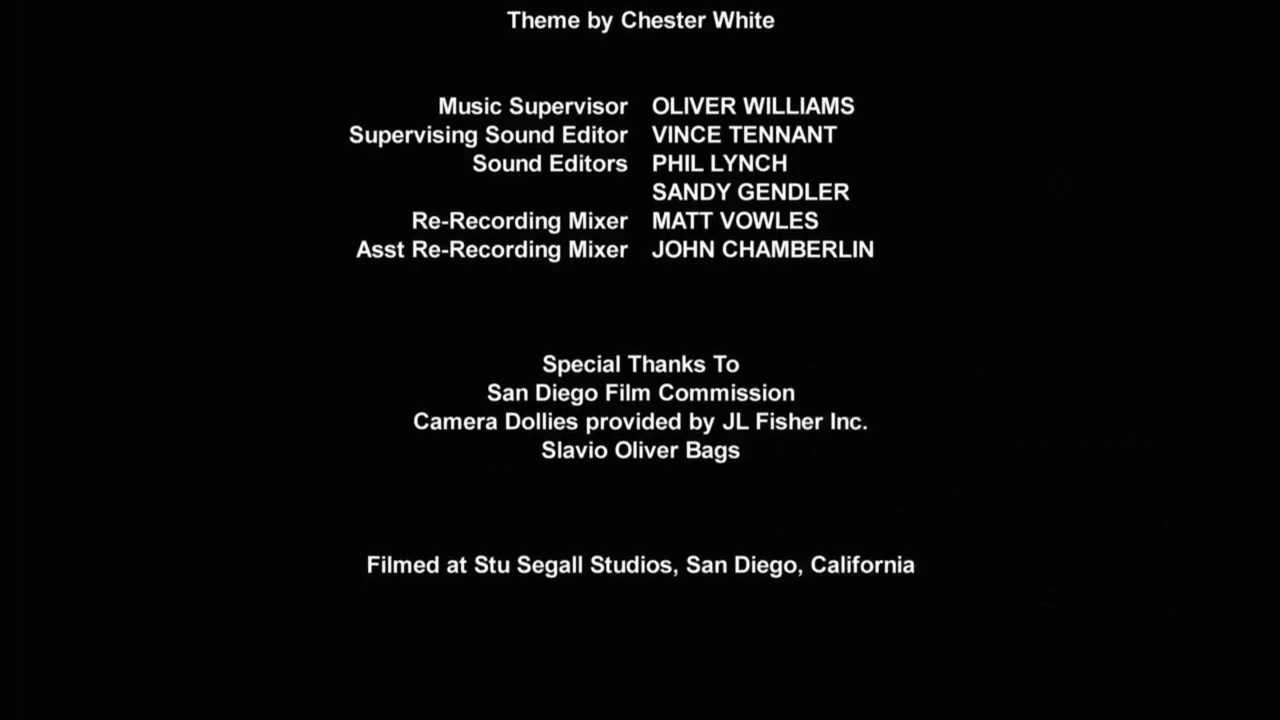 Theme by Chester White
Music Supervisor OLIVER WILLIAMS
Supervising Sound Editor VINCE TENNANT
Sound Editors PHIL LYNCH
SANDY GENDLER
Re-Recording Mixer MATT VOWLES
Asst Re-Recording Mixer JOHN CHAMBERLIN
Special Thanks To
San Diego Film Commission
Camera Dollies provided by JL Fisher Inc.
Slavio Oliver Bags
Filmed at Stu Segall Studios, San Diego, California